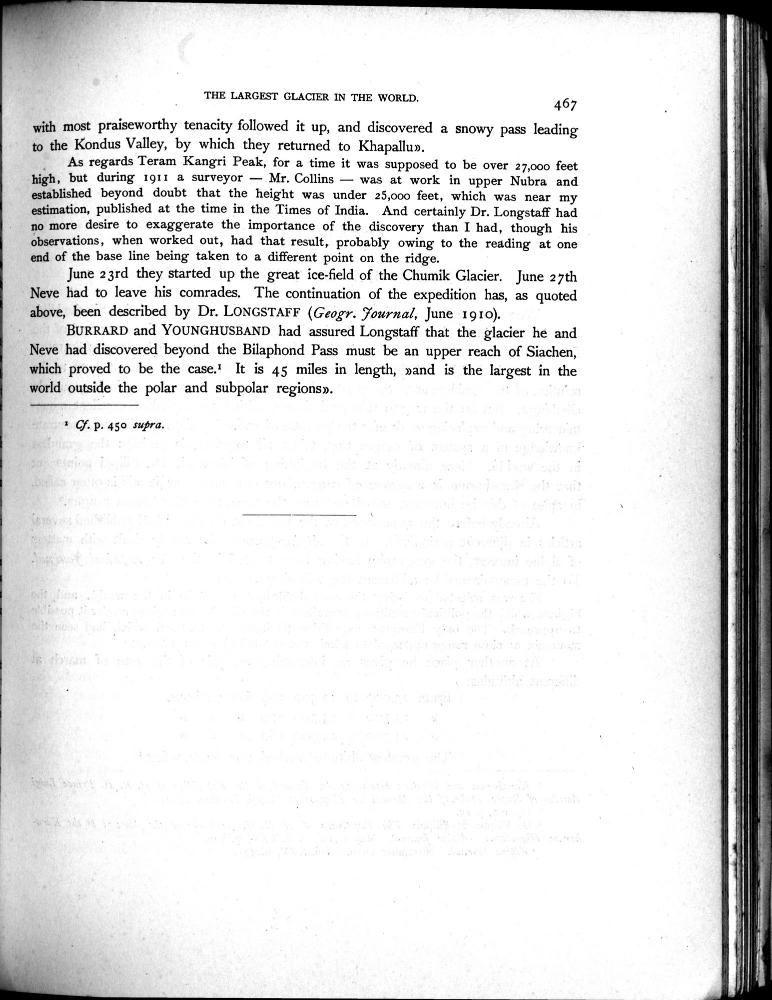 THE LARGEST GLACIER IN THE WORLD.
467
with most praiseworthy tenacity followed it up, and discovered a snowy pass leading
to the Kondus Valley, by which they returned to Khapallu».
As regards Teram Kangri Peak, for a time it was supposed to be over 27,000 feet
high, but during 1911 a surveyor — Mr. Collins — was at work in upper Nubra and
established beyond doubt that the height was under 25,000 feet, which was near my
estimation, published at the time in the Times of India. And certainly Dr. Longstaff had
no more desire to exaggerate the importance of the discovery than I had, though his
observations, when worked out, had that result, probably owing to the reading at one
end of the base line being taken to a different point on the ridge.
June 23rd they started up the great ice-field of the Chumik Glacier. June 27th
Neve had to leave his comrades. The continuation of the expedition has, as quoted
above, been described by Dr. LONGSTAFF (Geogr. Journal, June 1910).
BURRARD and YOUNGHUSBAND had assured Longstaff that the glacier he and
Neve had discovered beyond the Bilaphond Pass must be an upper reach of Siachen,
which proved to be the case.¹ It is 45 miles in length, »and is the largest in the
world outside the polar and subpolar regions».
¹ Cf. p. 450 supra.